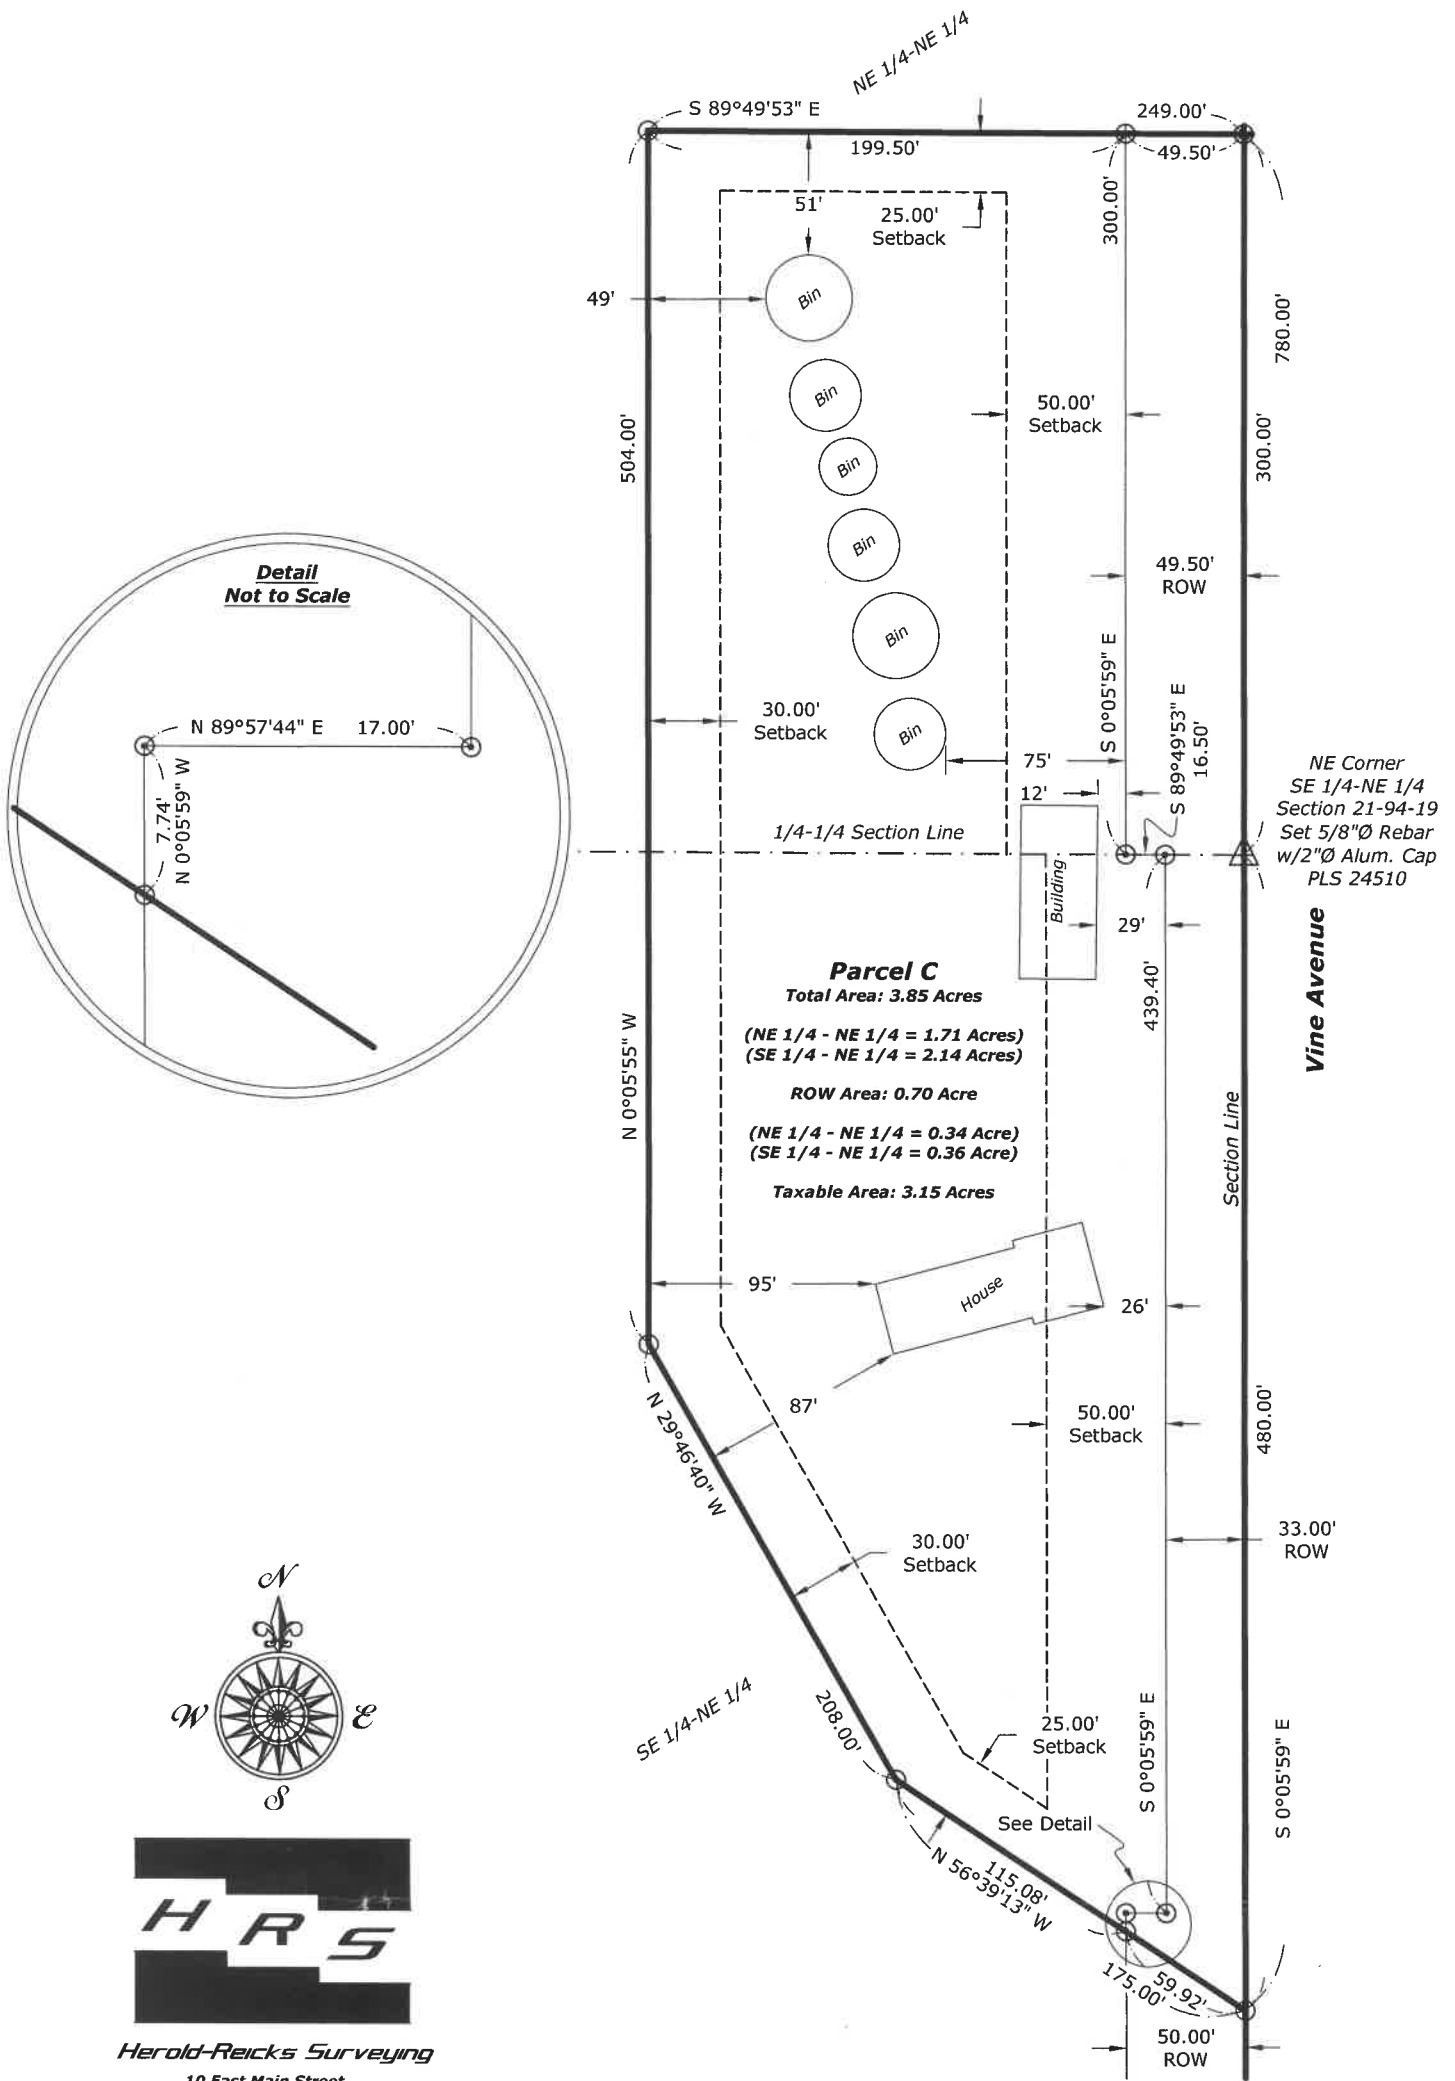 NE 1/4-NE 1/4
S 89°49'53" E
249.00'
199.50'
49.50'
51'
25.00'
Setback
300.00'
49'
Bin
780.00'
Bin
50.00'
Setback
504.00'
300.00'
Bin
Bin
49.50'
ROW
Detail
Not to Scale
Bin
S 0°05'59" E
S 89°49'53" E
16.50'
30.00'
Setback
Bin
N 89°57'44" E
17.00'
7.74'
N 0°05'59" W
75'
12'
NE Corner
SE 1/4-NE 1/4
Section 21-94-19
Set 5/8"Ø Rebar
w/2"Ø Alum. Cap
PLS 24510
1/4-1/4 Section Line
Building
29'
439.40'
Vine Avenue
Parcel C
Total Area: 3.85 Acres
(NE 1/4 - NE 1/4 = 1.71 Acres)
(SE 1/4 - NE 1/4 = 2.14 Acres)
ROW Area: 0.70 Acre
(NE 1/4 - NE 1/4 = 0.34 Acre)
(SE 1/4 - NE 1/4 = 0.36 Acre)
Taxable Area: 3.15 Acres
N 0°05'55" W
Section Line
95'
House
26'
87'
N 29°46'40" W
50.00'
Setback
480.00'
30.00'
Setback
33.00'
ROW
N
W
E
S
SE 1/4-NE 1/4
208.00'
25.00'
Setback
S 0°05'59" E
S 0°05'59" E
See Detail
115.08'
N 56°39'13" W
59.92'
175.00'
50.00'
ROW
HRS
Herold-Reicks Surveying
10 East Main Street